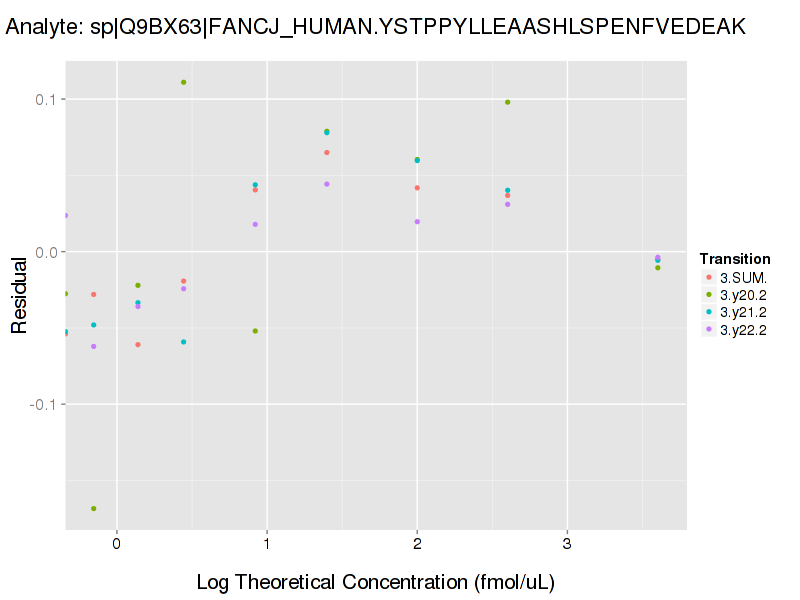 Analyte: sp|Q9BX63|FANCJ_HUMAN.YSTPPYLLEAASHLSPENFVEDEAK
0.1
0.0
-0.1
Residual
0
1
2
3
Log Theoretical Concentration (fmol/uL)
Transition
3.SUM.
3.y20.2
3.y21.2
3.y22.2